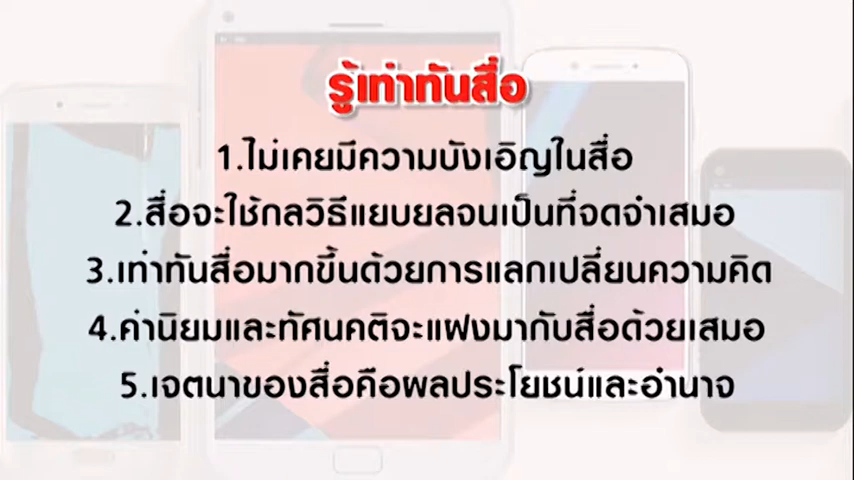 รู้เท่าทันสื่อ
1.ไม่เคยมีความบังเอิญในสื่อ
2.สื่อจะใช้กลวิธีแยบยลจนเป็นที่จดจำเสมอ
3.เท่าทันสื่อมากขึ้นด้วยการแลกเปลี่ยนความคิด
4.ค่านิยมและทัศนคติจะแฝงมากับสื่อด้วยเสมอ
5.เจตนาของสื่อคือผลประโยชน์และอำนาจ